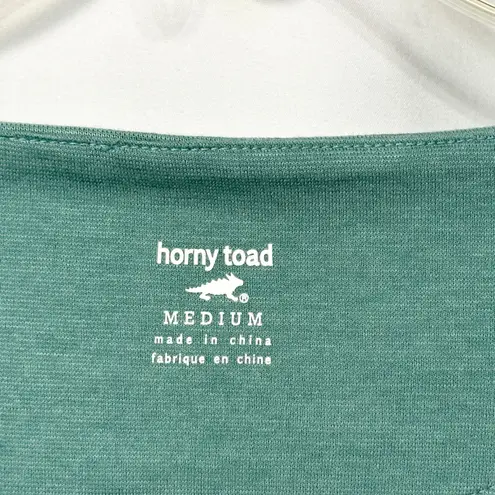 horny toad
®
MEDIUM
made in china
fabrique en chine